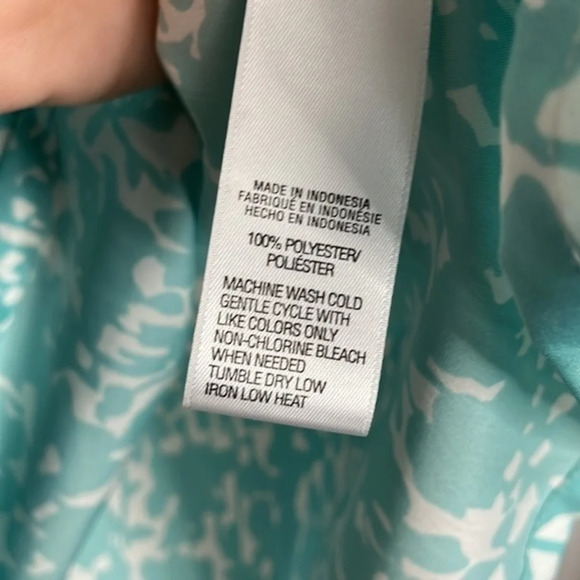 MADE IN INDONESIA
FABRIQUÉ EN INDONÉSIE
HECHO EN INDONESIA
100% POLYESTER/
POLIÉSTER
MACHINE WASH COLD
GENTLE CYCLE WITH
LIKE COLORS ONLY
NON-CHLORINE BLEACH
WHEN NEEDED
TUMBLE DRY LOW
IRON LOW HEAT